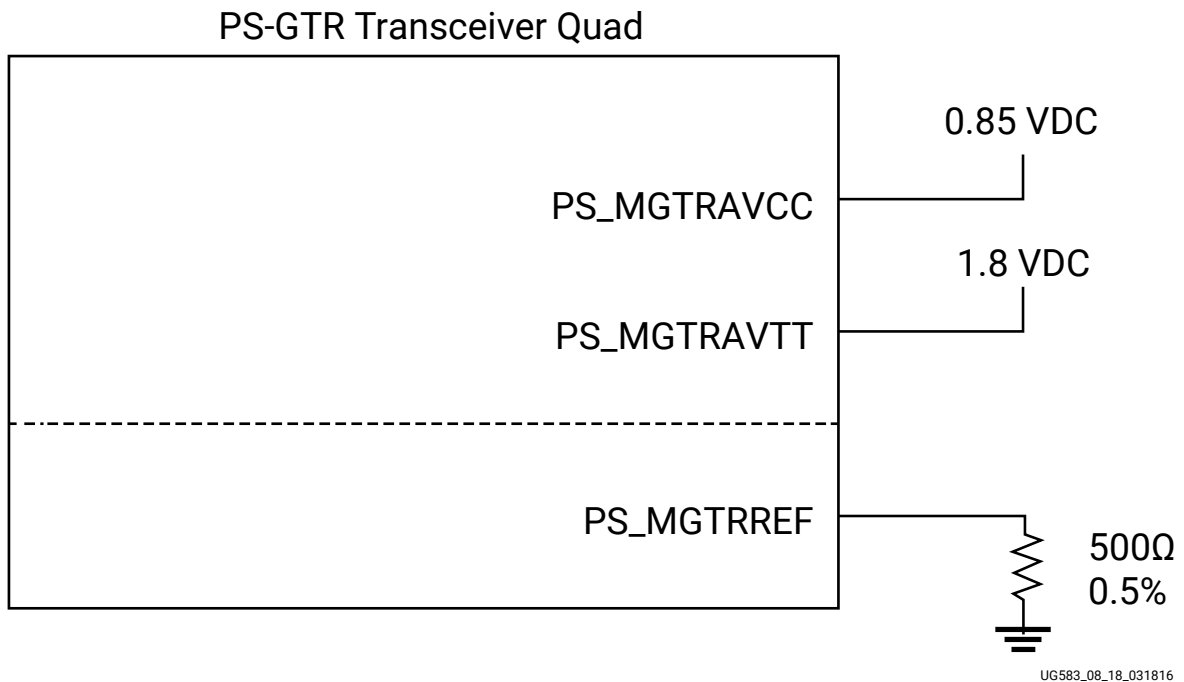 PS-GTR Transceiver Quad
0.85 VDC
PS_MGTRAVCC
1.8 VDC
PS_MGTRAVTT
PS_MGTRREF
500Ω
0.5%
UG583_08_18_031816